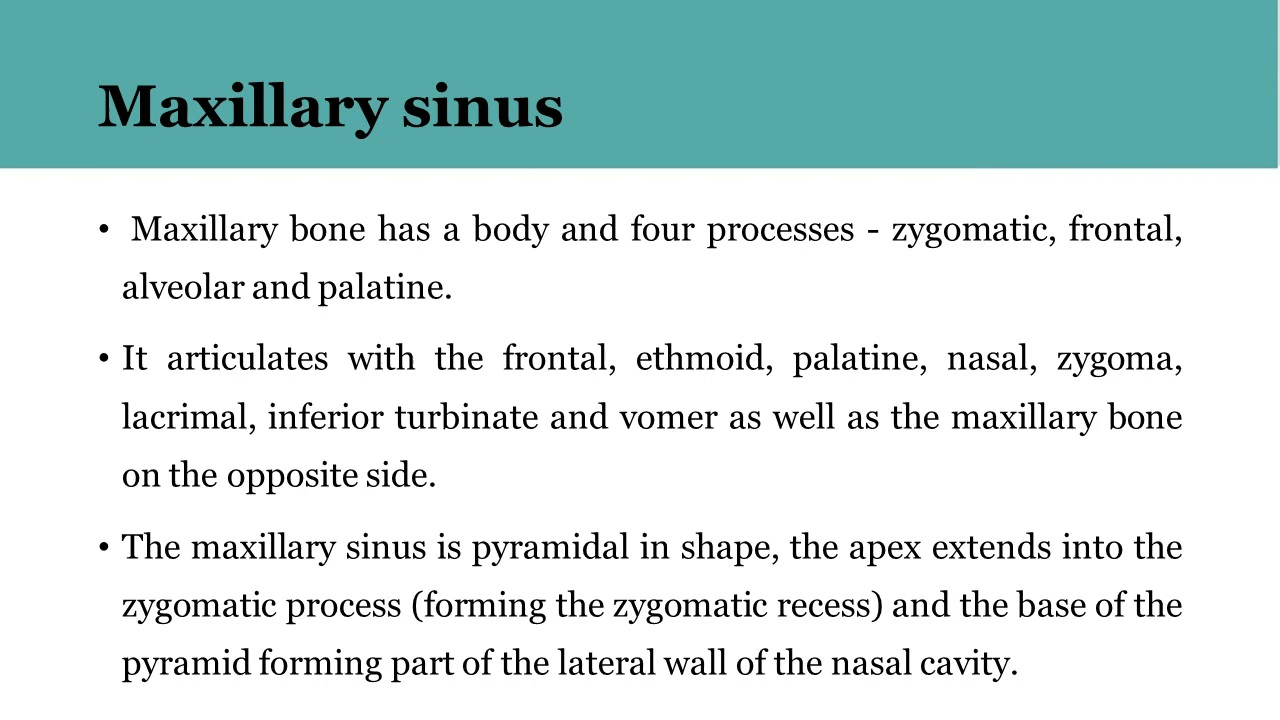 Maxillary sinus
• Maxillary bone has a body and four processes - zygomatic, frontal,
alveolar and palatine.
• It articulates with the frontal, ethmoid, palatine, nasal, zygoma,
lacrimal, inferior turbinate and vomer as well as the maxillary bone
on the opposite side.
• The maxillary sinus is pyramidal in shape, the apex extends into the
zygomatic process (forming the zygomatic recess) and the base of the
pyramid forming part of the lateral wall of the nasal cavity.